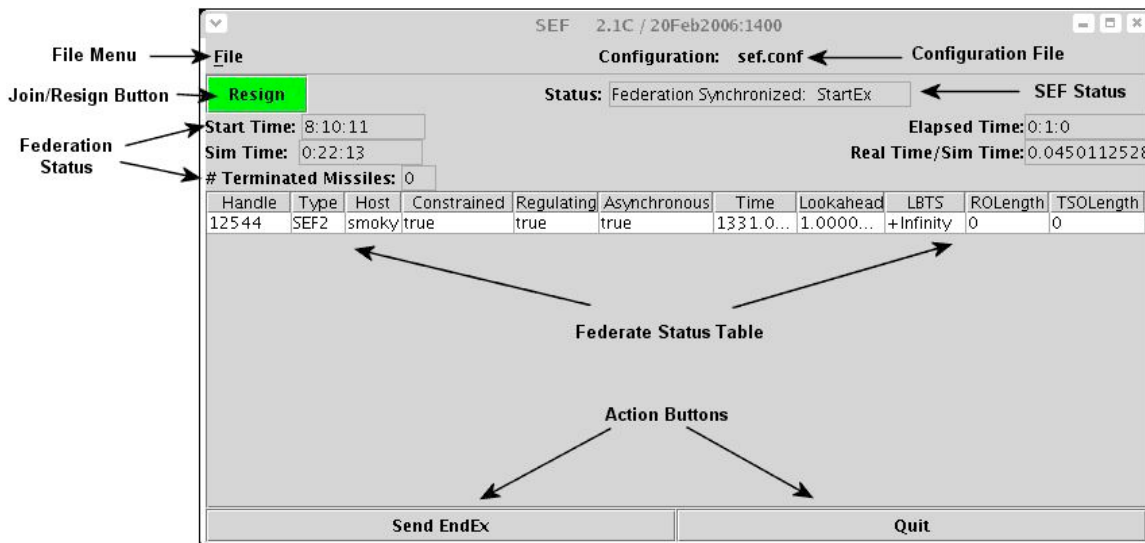 SEF 2.1C / 20Feb2006:1400
File Menu
File
Configuration: sef.conf
Configuration File
Join/Resign Button
Resign
Status: Federation Synchronized: StartEx
SEF Status
Federation
Status
Start Time: 8:10:11
Elapsed Time: 0:1:0
Sim Time: 0:22:13
Real Time/Sim Time: 0.0450112528
# Terminated Missiles: 0
Handle Type Host Constrained Regulating Asynchronous Time Lookahead LBTS ROLength TSOLength
12544 SEF2 smoky true true true 1331.0... 1.0000... +Infinity 0 0
Federate Status Table
Action Buttons
Send EndEx
Quit